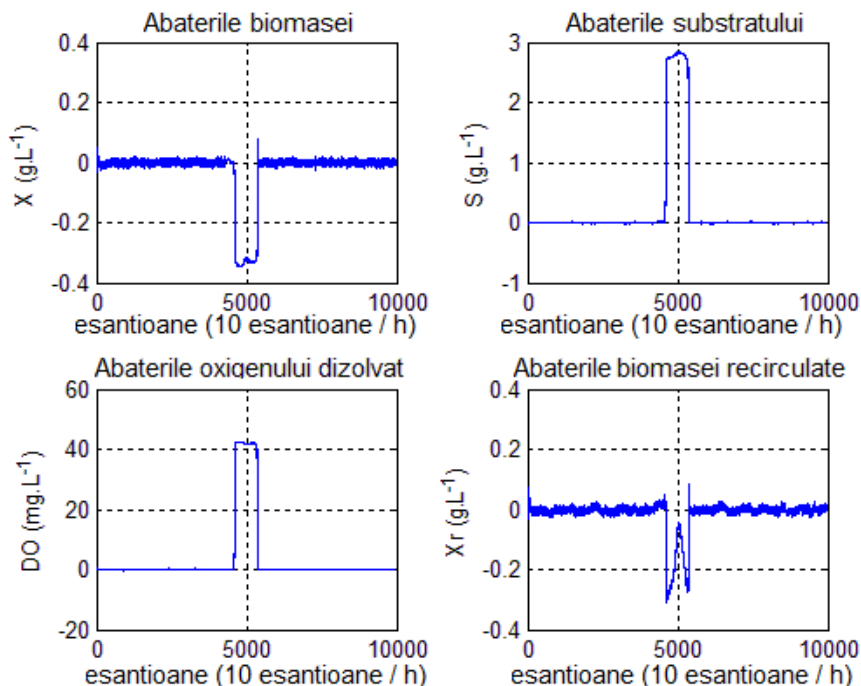 Abaterile biomasei
0.4
0.2
0
-0.2
-0.4
X (g.L-1)
0 5000 10000
esantioane (10 esantioane / h)
Abaterile substratului
3
2
1
0
-1
S (g.L-1)
0 5000 10000
esantioane (10 esantioane / h)
Abaterile oxigenului dizolvat
60
40
20
0
-20
DO (mg.L-1)
0 5000 10000
esantioane (10 esantioane / h)
Abaterile biomasei recirculate
0.4
0.2
0
-0.2
-0.4
Xr (g.L-1)
0 5000 10000
esantioane (10 esantioane / h)